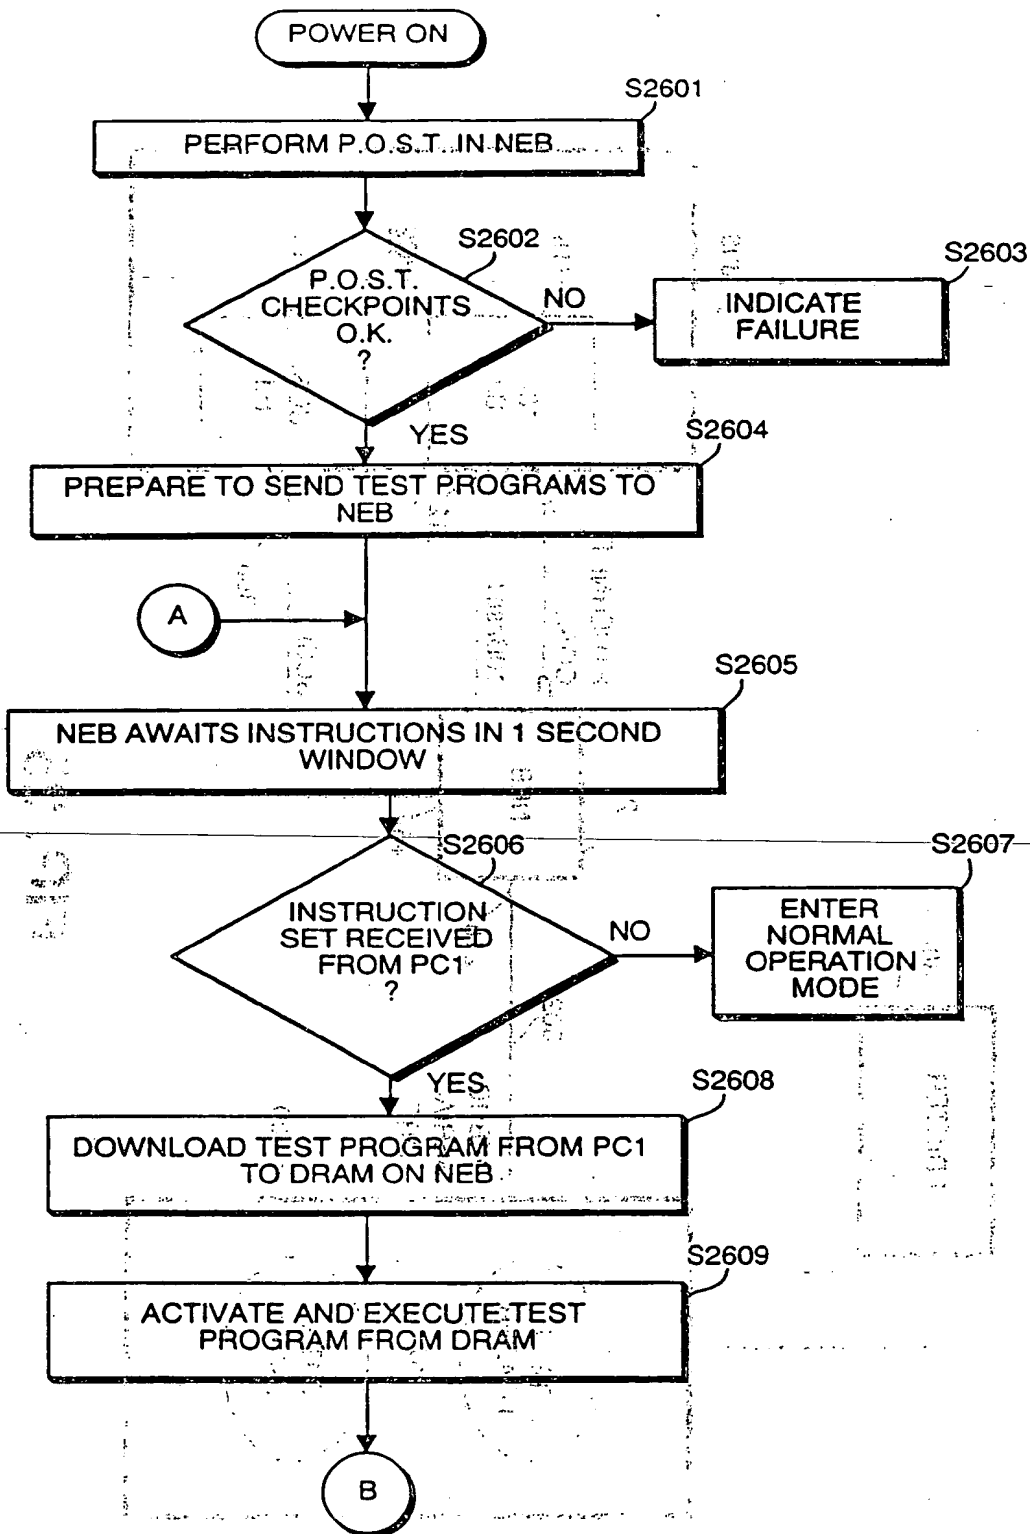 POWER ON
S2601
PERFORM P.O.S.T. IN NEB
S2602
P.O.S.T.
CHECKPOINTS
O.K.
?
NO
S2603
INDICATE
FAILURE
YES
S2604
PREPARE TO SEND TEST PROGRAMS TO
NEB
A
S2605
NEB AWAITS INSTRUCTIONS IN 1 SECOND
WINDOW
S2606
INSTRUCTION
SET RECEIVED
FROM PC1
?
NO
S2607
ENTER
NORMAL
OPERATION
MODE
YES
S2608
DOWNLOAD TEST PROGRAM FROM PC1
TO DRAM ON NEB
S2609
ACTIVATE AND EXECUTE TEST
PROGRAM FROM DRAM
B